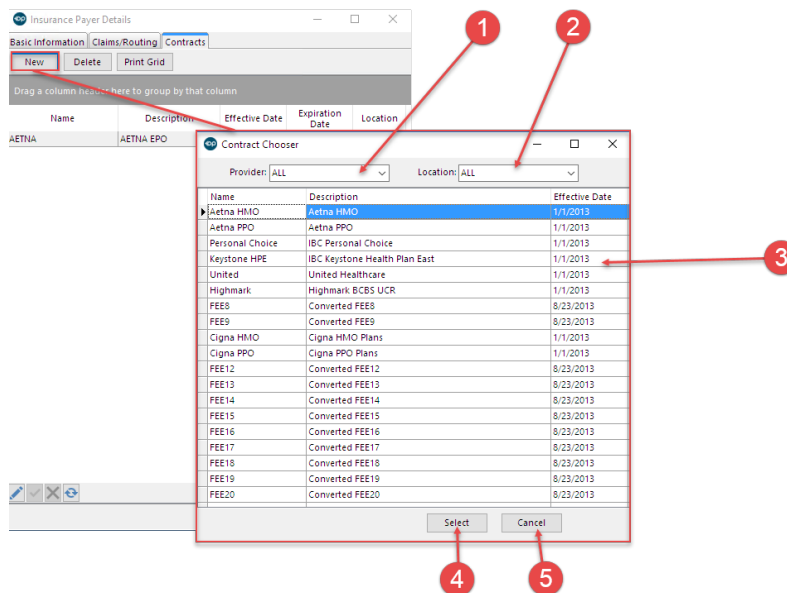 Insurance Payer Details
Basic Information Claims/Routing Contracts
New Delete Print Grid
Drag a column header here to group by that column
Name Description Effective Date Expiration Date Location
AETNA AETNA EPO
1
2
Contract Chooser
Provider: ALL Location: ALL
Name Description Effective Date
Aetna HMO Aetna HMO 1/1/2013
Aetna PPO Aetna PPO 1/1/2013
Personal Choice IBC Personal Choice 1/1/2013
Keystone HPE IBC Keystone Health Plan East 1/1/2013
3
United United Healthcare 1/1/2013
Highmark Highmark BCBS UCR 1/1/2013
FEE8 Converted FEE8 8/23/2013
FEE9 Converted FEE9 8/23/2013
Cigna HMO Cigna HMO Plans 1/1/2013
Cigna PPO Cigna PPO Plans 1/1/2013
FEE12 Converted FEE12 8/23/2013
FEE13 Converted FEE13 8/23/2013
FEE14 Converted FEE14 8/23/2013
FEE15 Converted FEE15 8/23/2013
FEE16 Converted FEE16 8/23/2013
FEE17 Converted FEE17 8/23/2013
FEE18 Converted FEE18 8/23/2013
FEE19 Converted FEE19 8/23/2013
FEE20 Converted FEE20 8/23/2013
Select Cancel
4 5